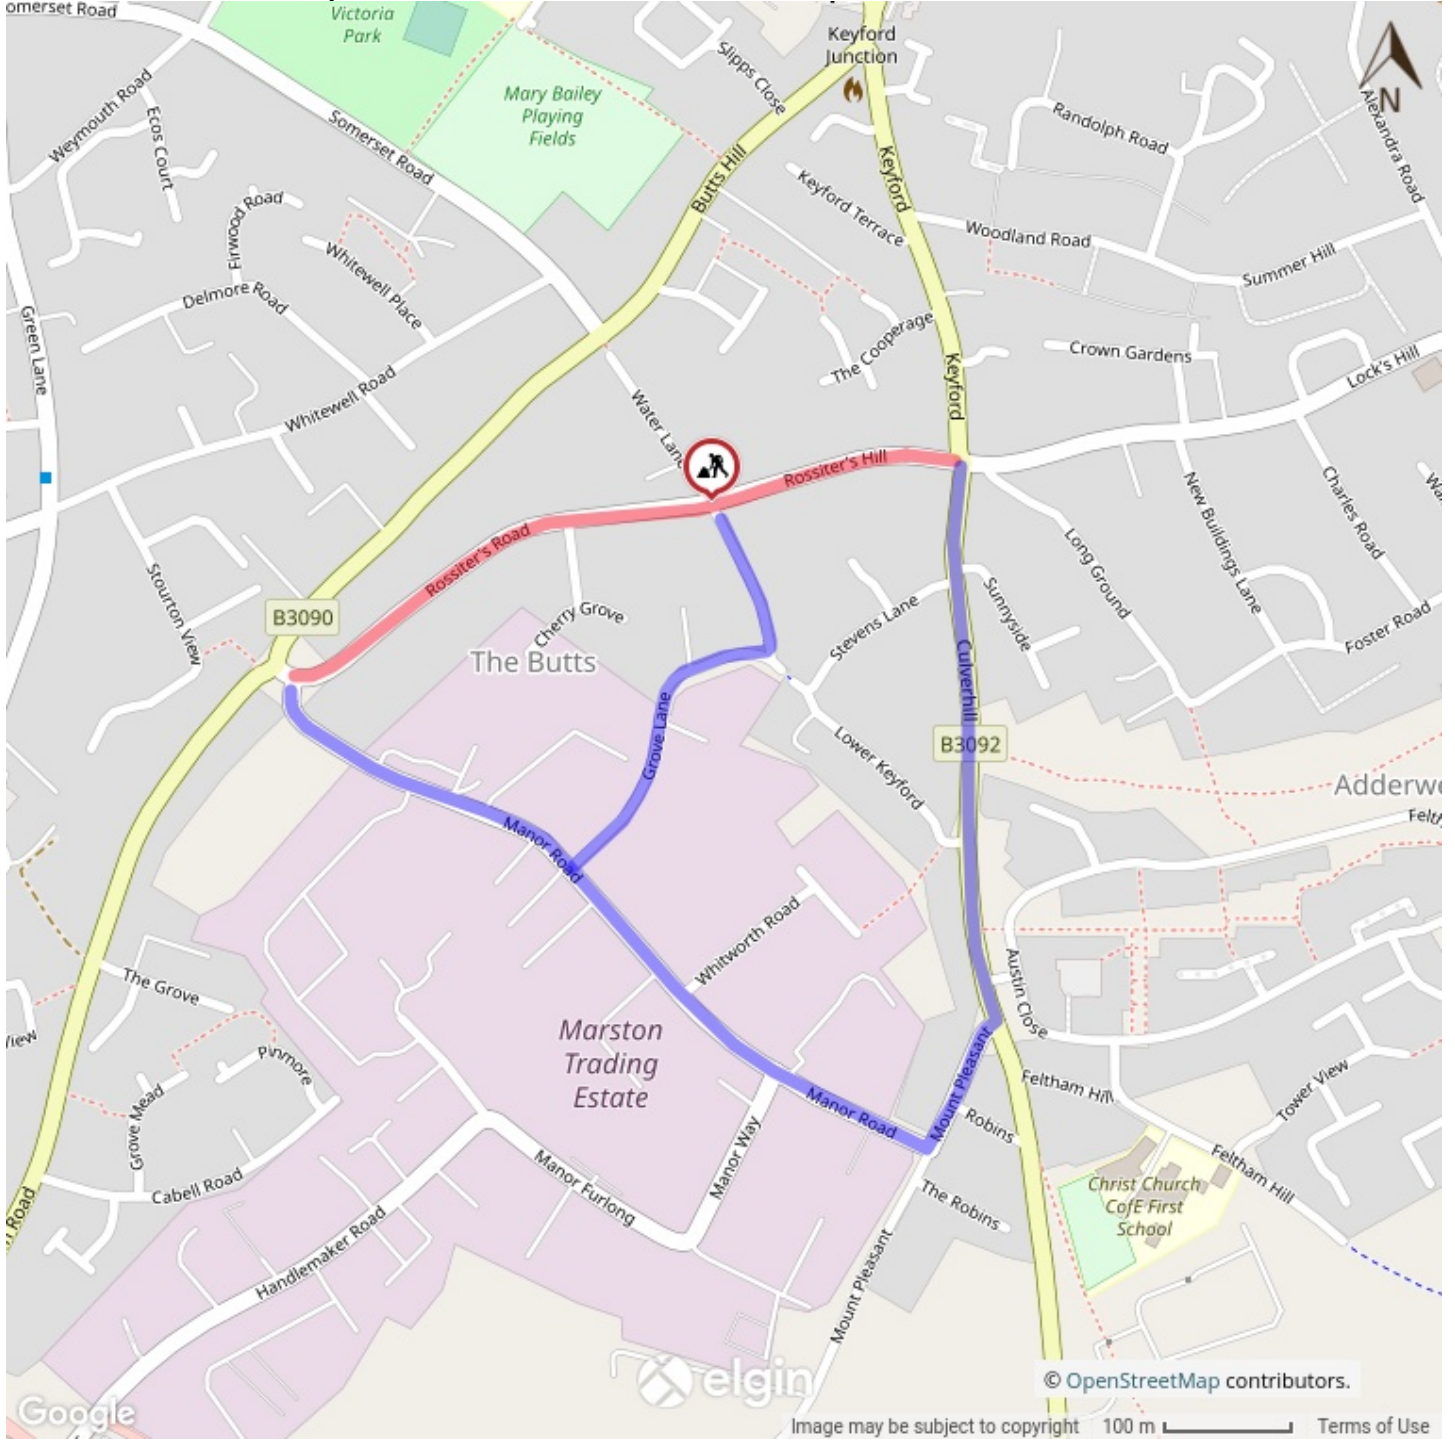 omerset Road
Victoria
Park
Keyford
Junction
Slipps Close
Weymouth Road
Ecos Court
Somerset Road
Mary Bailey
Playing
Fields
Butts Hill
Keyford
Randolph Road
Alexandra Road
N
Keyford Terrace
Woodland Road
Summer Hill
Firwood Road
Whitewell Place
Delmore Road
Green Lane
The Cooperage
Keyford
Crown Gardens
Lock's Hill
Whitewell Road
Water Lane
Rossiter's Hill
Charles Road
New Buildings Lane
Long Ground
Rossiter's Road
Stourton View
B3090
Cherry Grove
The Butts
Stevens Lane
Sunnyside
Foster Road
Culverhill
Grove Lane
Lower Keyford
B3092
Adderwe
Felth
Manor Road
Whitworth Road
The Grove
View
Austin Close
Marston
Trading
Estate
Pinmore
Grove Mead
Mount Pleasant
Feltham Hill
Tower View
Manor Road
Robins
Manor Way
Cabell Road
Manor Furlong
The Robins
Christ Church
CofE First
School
Feltham Hill
n Road
Handlemaker Road
Mount Pleasant
elgin
© OpenStreetMap contributors.
Google
Image may be subject to copyright 100 m Terms of Use